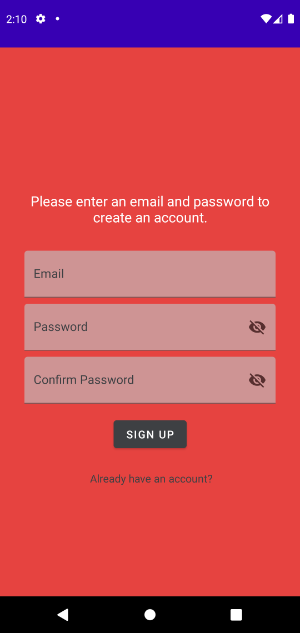 2:10
Please enter an email and password to
create an account.
Email
Password
Confirm Password
SIGN UP
Already have an account?